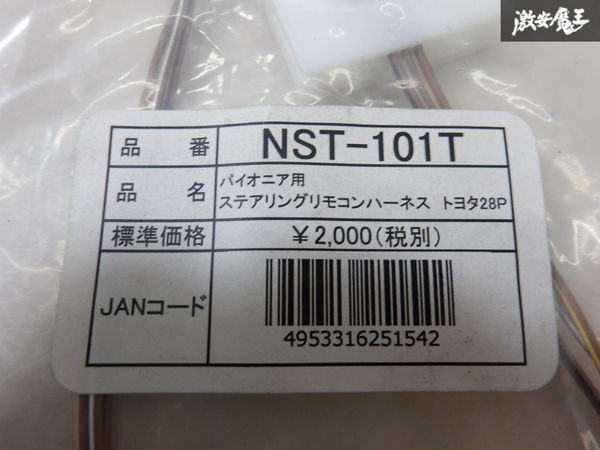 激安魔王
品番 NST-101T
品名 パイオニア用
ステアリングリモコンハーネス トヨタ28P
標準価格 ¥2,000(税別)
JANコード
4953316251542